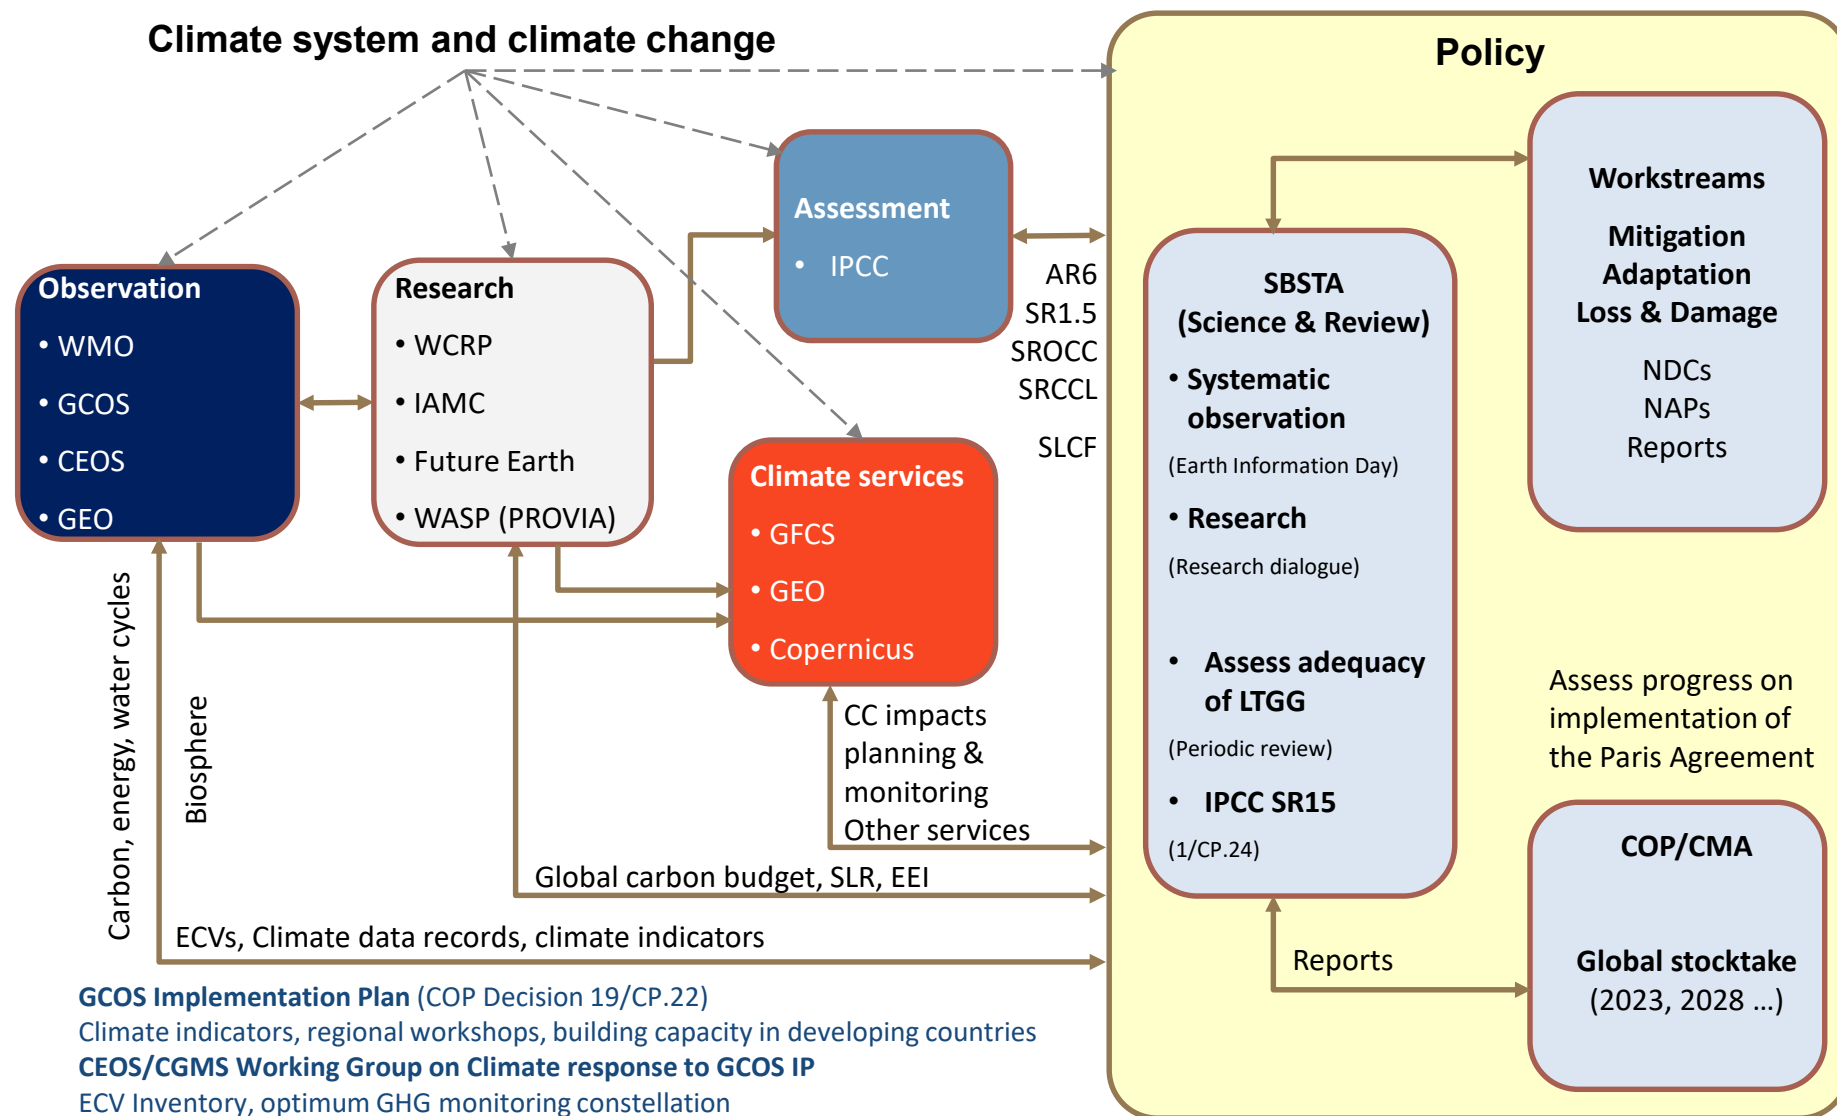 Climate system and climate change
Policy
Observation
• WMO
• GCOS
• CEOS
• GEO
Research
• WCRP
• IAMC
• Future Earth
• WASP (PROVIA)
Assessment
• IPCC
AR6
SR1.5
SROCC
SRCCL
SLCF
Climate services
• GFCS
• GEO
• Copernicus
CC impacts
planning &
monitoring
Other services
Carbon, energy, water cycles
Biosphere
Global carbon budget, SLR, EEI
ECVs, Climate data records, climate indicators
SBSTA
(Science & Review)
• Systematic
observation
(Earth Information Day)
• Research
(Research dialogue)
• Assess adequacy
of LTGG
(Periodic review)
• IPCC SR15
(1/CP.24)
Workstreams
Mitigation
Adaptation
Loss & Damage
NDCs
NAPs
Reports
Assess progress on
implementation of
the Paris Agreement
COP/CMA
Global stocktake
(2023, 2028 ...)
Reports
GCOS Implementation Plan (COP Decision 19/CP.22)
Climate indicators, regional workshops, building capacity in developing countries
CEOS/CGMS Working Group on Climate response to GCOS IP
ECV Inventory, optimum GHG monitoring constellation